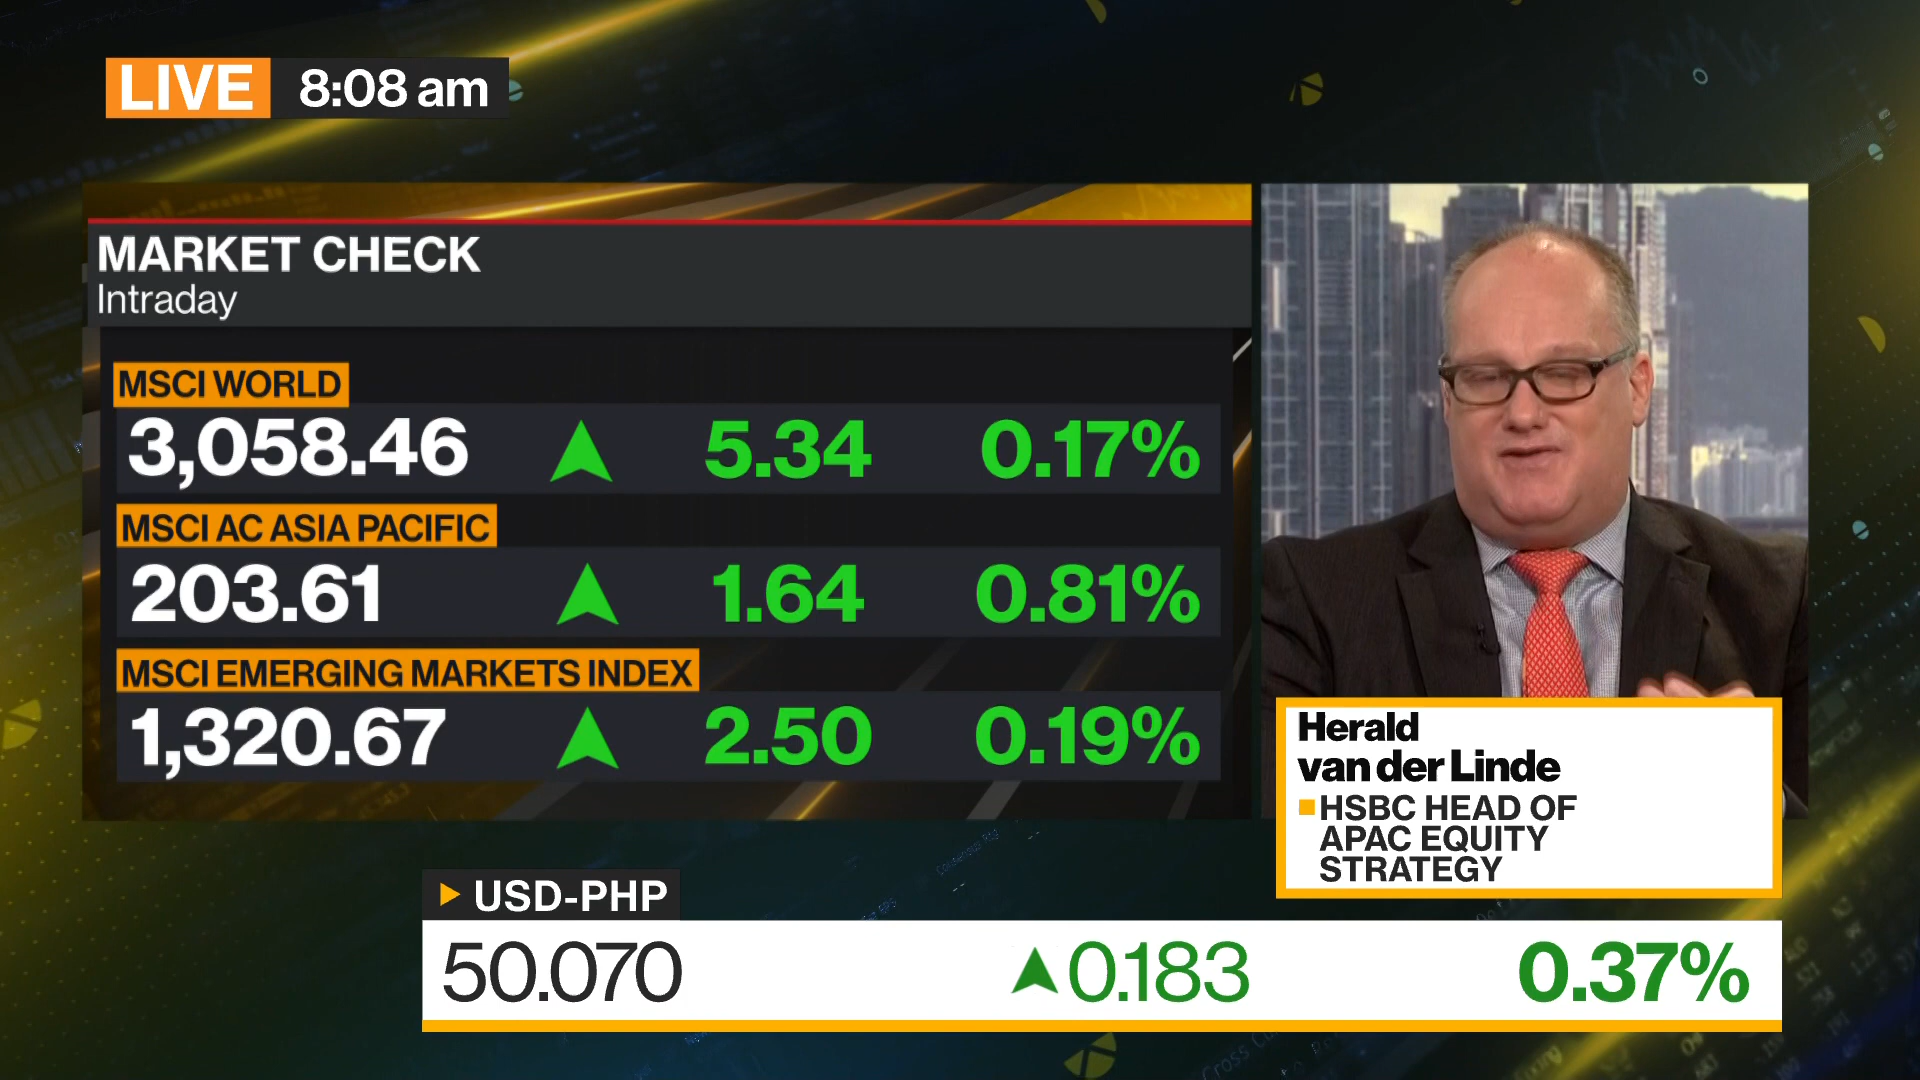 LIVE 8:08 am
MARKET CHECK
Intraday
MSCI WORLD
3,058.46 5.34 0.17%
MSCI AC ASIA PACIFIC
203.61 1.64 0.81%
MSCI EMERGING MARKETS INDEX
1,320.67 2.50 0.19%
Herald
van der Linde
HSBC HEAD OF
APAC EQUITY
STRATEGY
USD-PHP
50.070 0.183 0.37%